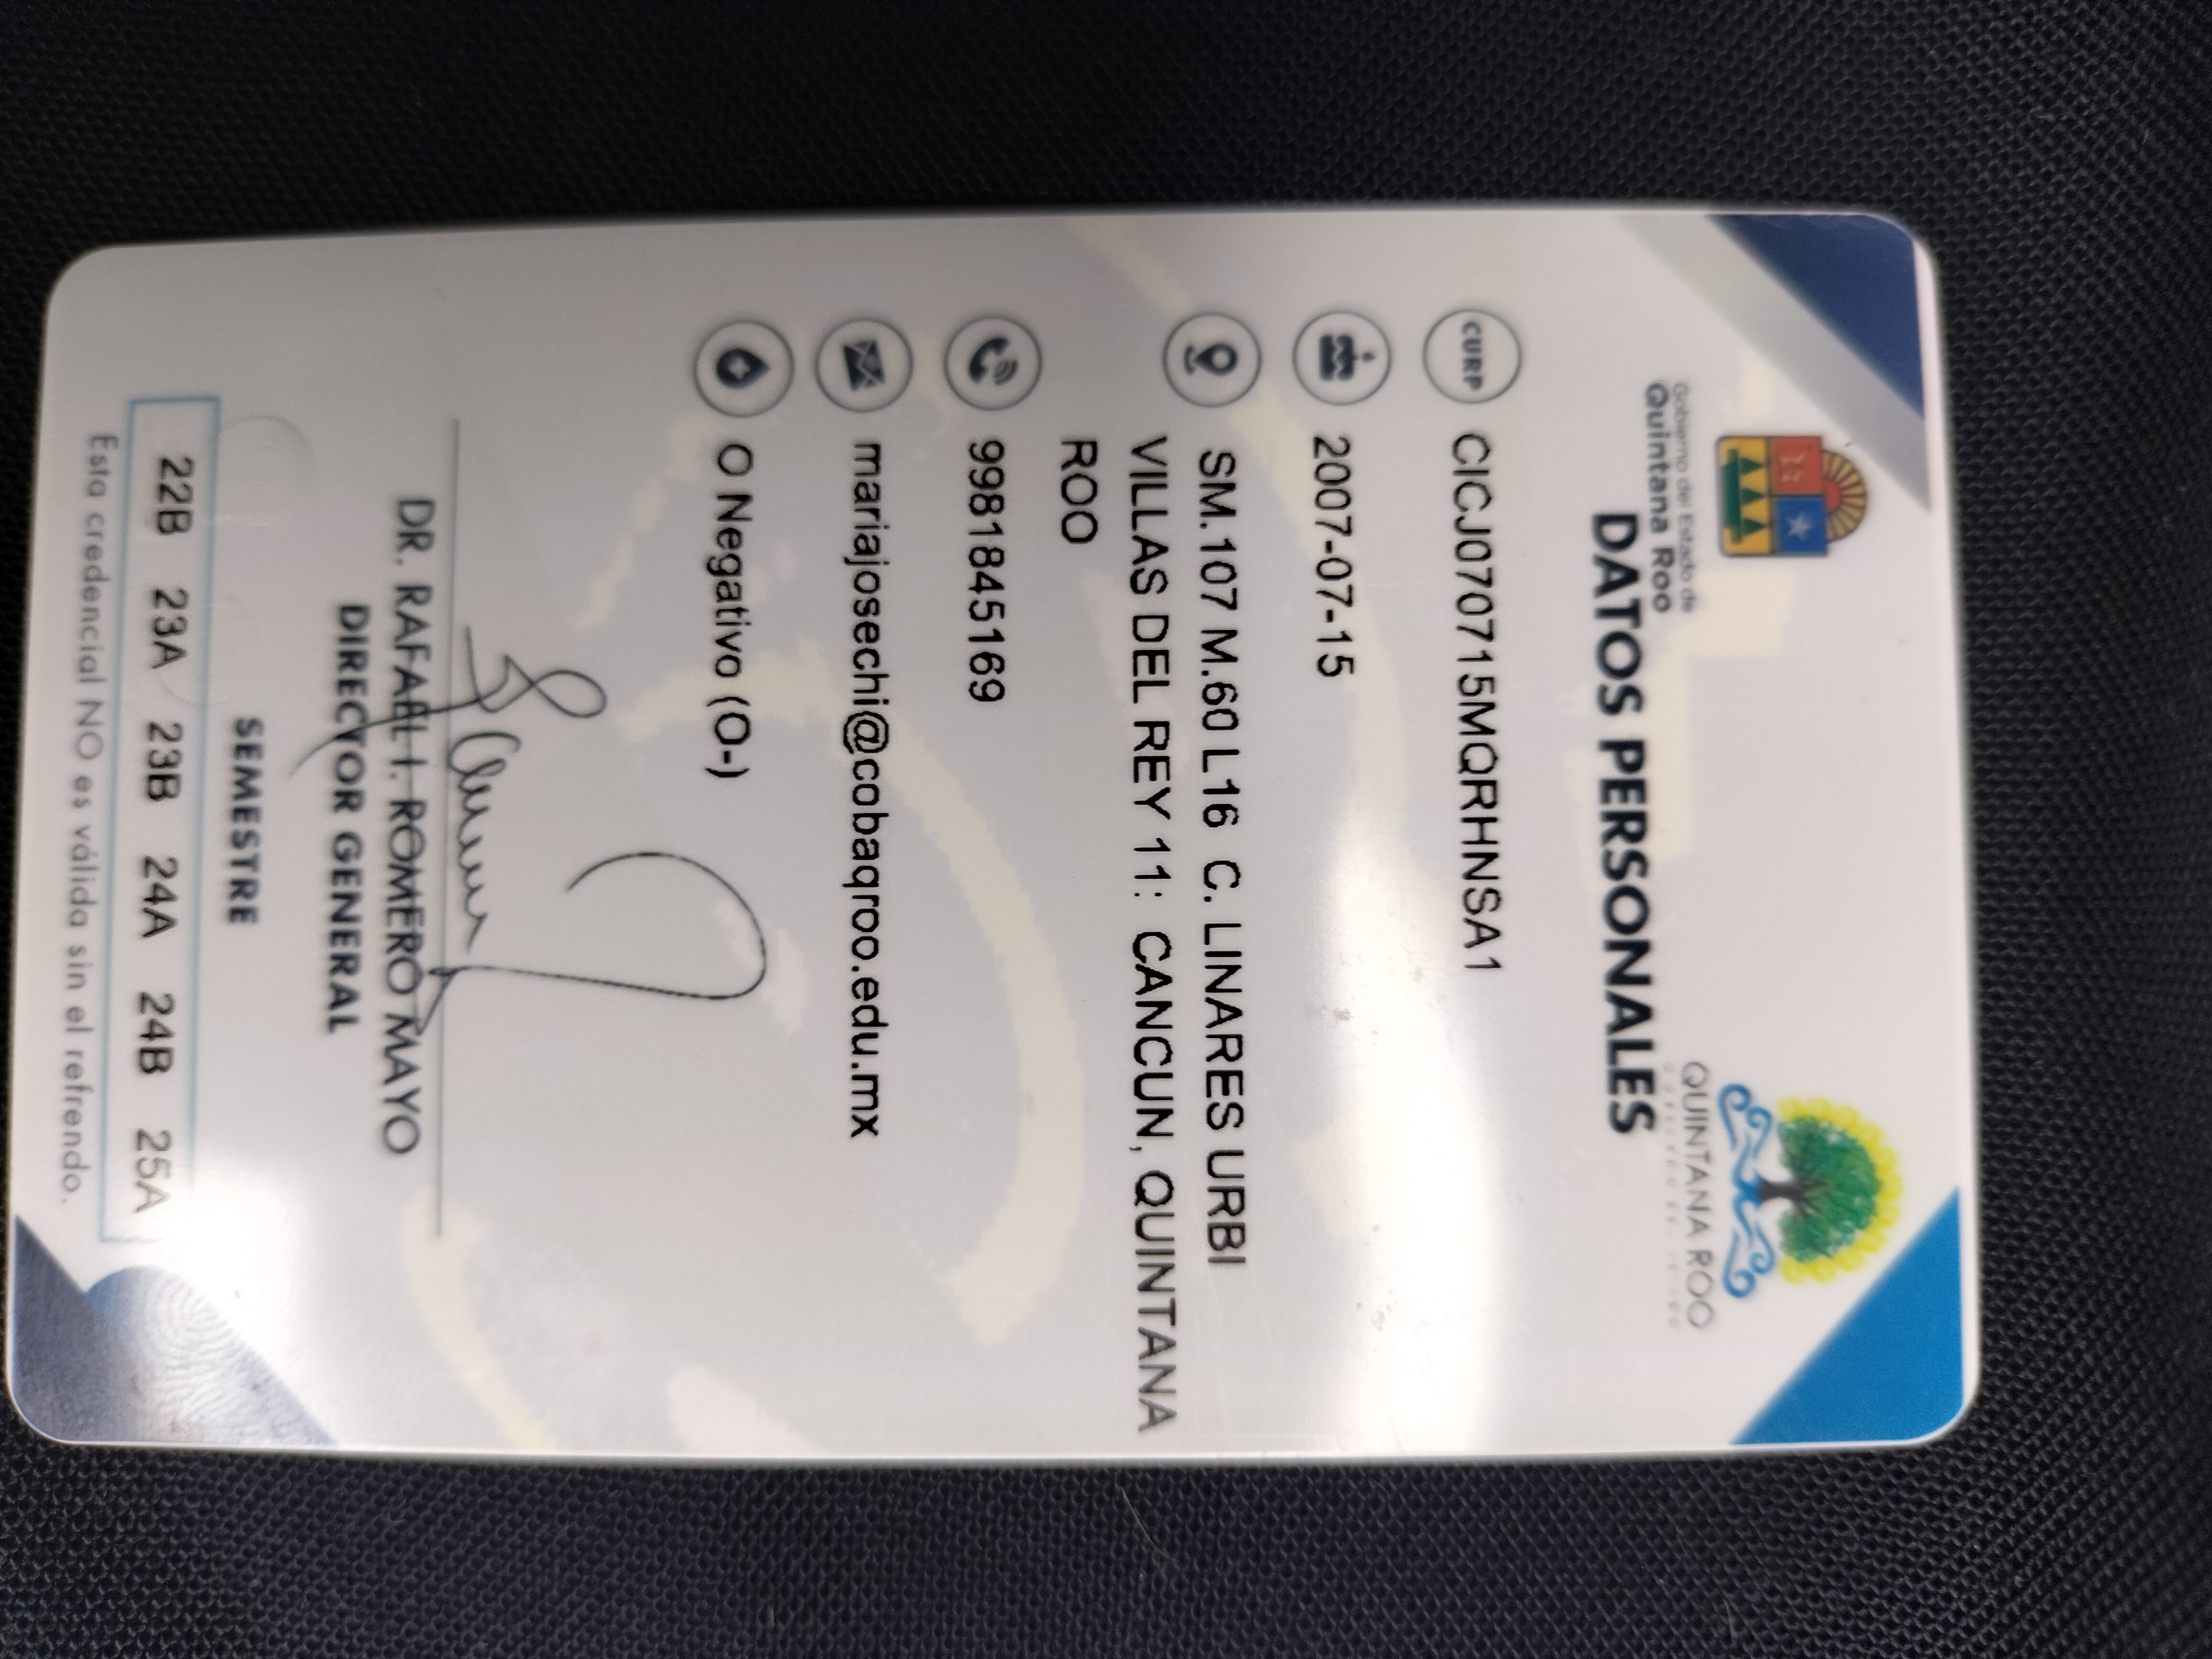 Gobierno del Estado de
Quintana Roo
QUINTANA ROO
DATOS PERSONALES
CURP
CICJ070715MQRHNSA1
2007-07-15
SM.107 M.60 L16 C. LINARES URBI
VILLAS DEL REY 11: CANCUN, QUINTANA
ROO
9981845169
mariajosechi@cobaqroo.edu.mx
O Negativo (O-)
DR. RAFAEL I. ROMERO MAYO
DIRECTOR GENERAL
SEMESTRE
22B 23A 23B 24A 24B 25A
Esta credencial NO es válida sin el refrendo.